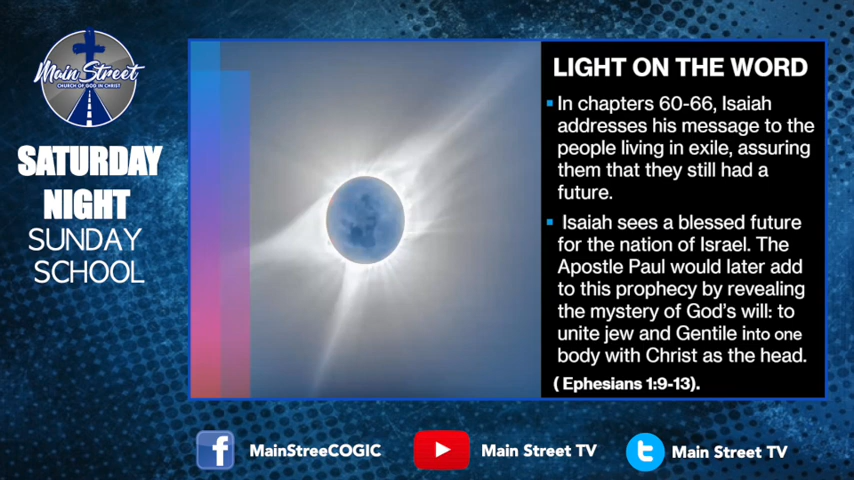 Main Street
CHURCH OF GOD IN CHRIST
SATURDAY
NIGHT
SUNDAY
SCHOOL
LIGHT ON THE WORD
In chapters 60-66, Isaiah
addresses his message to the
people living in exile, assuring
them that they still had a
future.
Isaiah sees a blessed future
for the nation of Israel. The
Apostle Paul would later add
to this prophecy by revealing
the mystery of God's will: to
unite jew and Gentile into one
body with Christ as the head.
( Ephesians 1:9-13).
MainStreeCOGIC
Main Street TV
Main Street TV